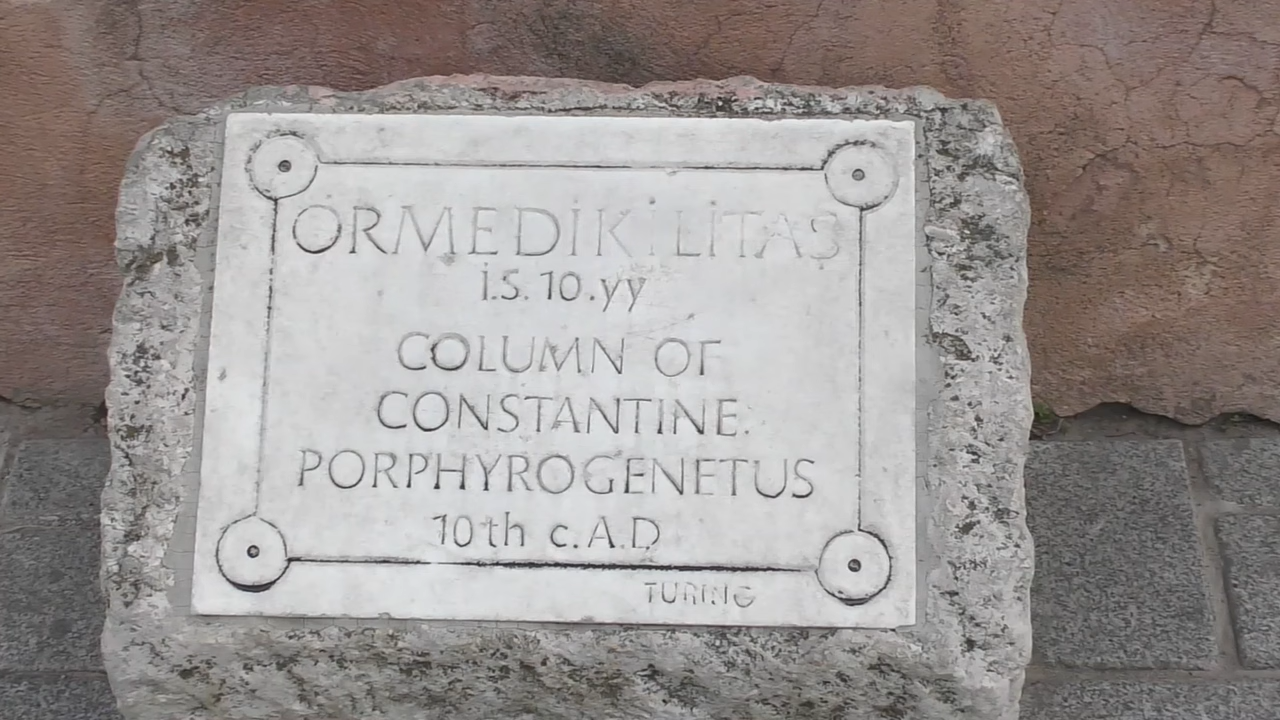 ÖRMEDİKİLİTAŞ
İ.S. 10.yy
COLUMN OF
CONSTANTINE.
PORPHYROGENETUS
10th c.A.D
TURING